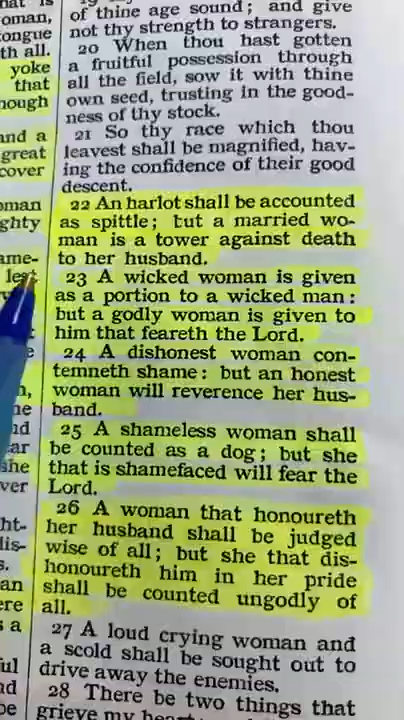 oman,
ongue
th all.
yoke
that
hough
and a
great
cover
oman
ghty
ame-
lest
n,
ne
nd
ar
she
ver
ht-
lis-
s.
an
ere
s a
ful
nd
be
of thine age sound; and give
not thy strength to strangers.
20 When thou hast gotten
a fruitful possession through
all the field, sow it with thine
own seed, trusting in the good-
ness of thy stock.
21 So thy race which thou
leavest shall be magnified, hav-
ing the confidence of their good
descent.
22 An harlot shall be accounted
as spittle; but a married wo-
man is a tower against death
to her husband.
23 A wicked woman is given
as a portion to a wicked man:
but a godly woman is given to
him that feareth the Lord.
24 A dishonest woman con-
temneth shame: but an honest
woman will reverence her hus-
band.
25 A shameless woman shall
be counted as a dog; but she
that is shamefaced will fear the
Lord.
26 A woman that honoureth
her husband shall be judged
wise of all; but she that dis-
honoureth him in her pride
shall be counted ungodly of
all.
27 A loud crying woman and
a scold shall be sought out to
drive away the enemies.
28 There be two things that
grieve my